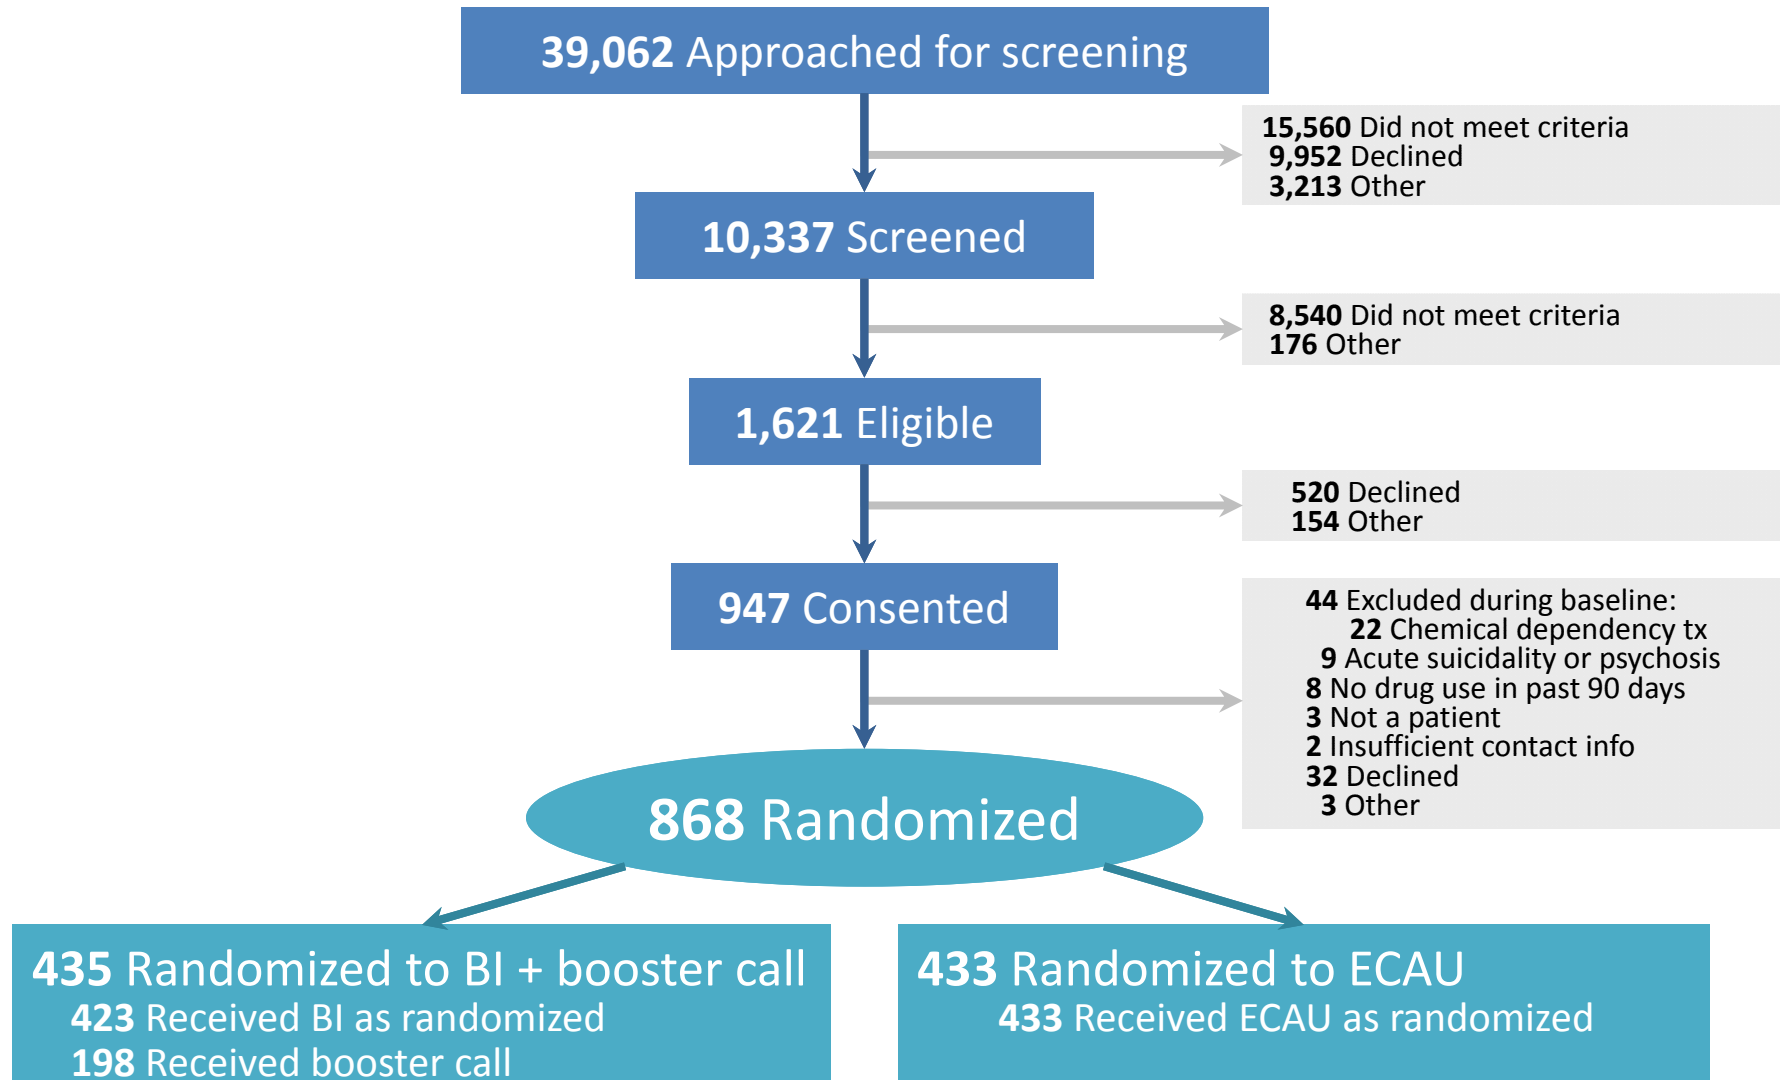 39,062 Approached for screening
15,560 Did not meet criteria
9,952 Declined
3,213 Other
10,337 Screened
8,540 Did not meet criteria
176 Other
1,621 Eligible
520 Declined
154 Other
947 Consented
44 Excluded during baseline:
22 Chemical dependency tx
9 Acute suicidality or psychosis
8 No drug use in past 90 days
3 Not a patient
2 Insufficient contact info
32 Declined
3 Other
868 Randomized
435 Randomized to BI + booster call
423 Received BI as randomized
198 Received booster call
433 Randomized to ECAU
433 Received ECAU as randomized